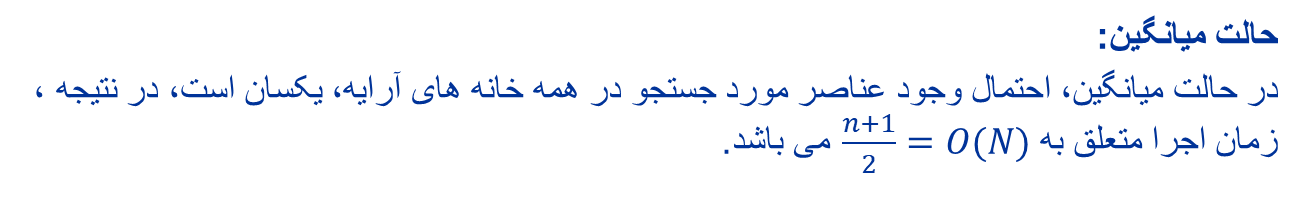 حالت میانگین:
در حالت میانگین، احتمال وجود عناصر مورد جستجو در همه خانه های آرایه، یکسان است، در نتیجه ،
زمان اجرا متعلق به $\frac{n+1}{2} = O(N)$ می باشد.